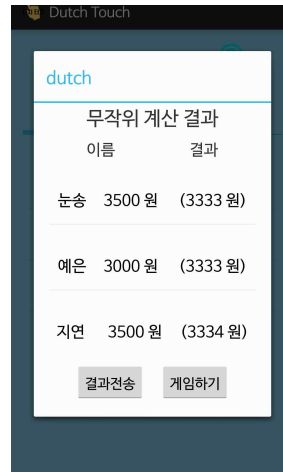 Dutch Touch
dutch
무작위 계산 결과
이름 결과
눈송 3500 원 (3333 원)
예은 3000 원 (3333 원)
지연 3500 원 (3334 원)
결과전송 게임하기